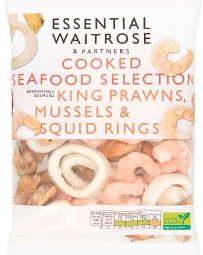 ESSENTIAL
WAITROSE
& PARTNERS
COOKED
SEAFOOD SELECTION
RESPONSIBLY
SOURCED
KING PRAWNS,
MUSSELS &
SQUID RINGS